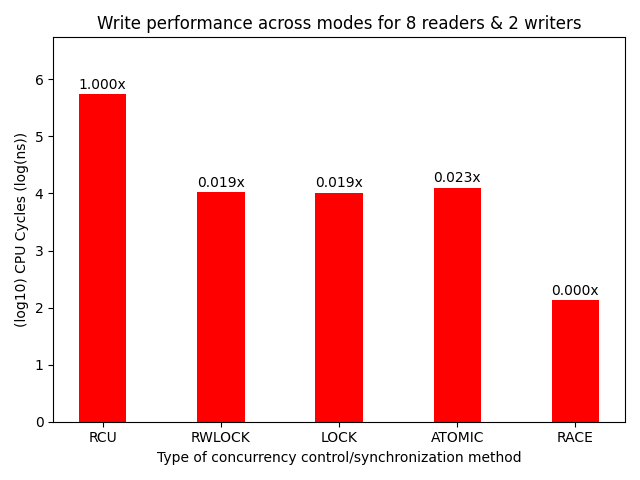 Write performance across modes for 8 readers & 2 writers
(log10) CPU Cycles (log(ns))
6
5
4
3
2
1
0
1.000x
0.019x
0.019x
0.023x
0.000x
RCU
RWLOCK
LOCK
ATOMIC
RACE
Type of concurrency control/synchronization method